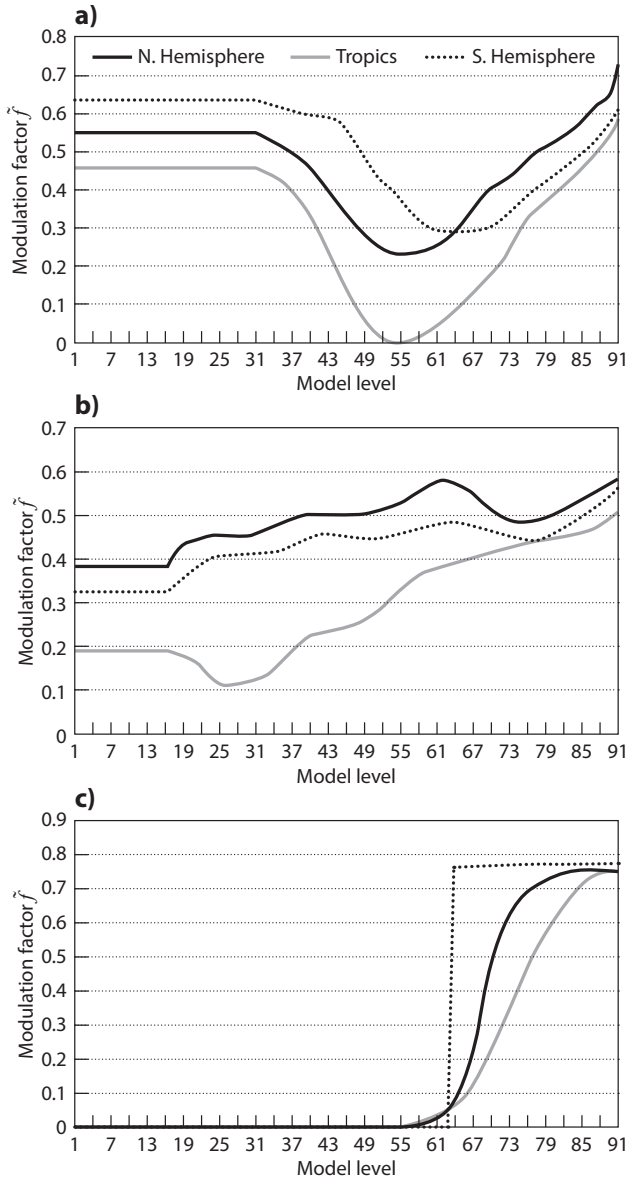 a)
0.8
N. Hemisphere Tropics S. Hemisphere
0.7
0.6
0.5
0.4
0.3
0.2
0.1
0
Modulation factor f̃
1 7 13 19 25 31 37 43 49 55 61 67 73 79 85 91
Model level
b)
0.7
0.6
0.5
0.4
0.3
0.2
0.1
0
Modulation factor f̃
1 7 13 19 25 31 37 43 49 55 61 67 73 79 85 91
Model level
c)
0.9
0.8
0.7
0.6
0.5
0.4
0.3
0.2
0.1
0
Modulation factor f̃
1 7 13 19 25 31 37 43 49 55 61 67 73 79 85 91
Model level